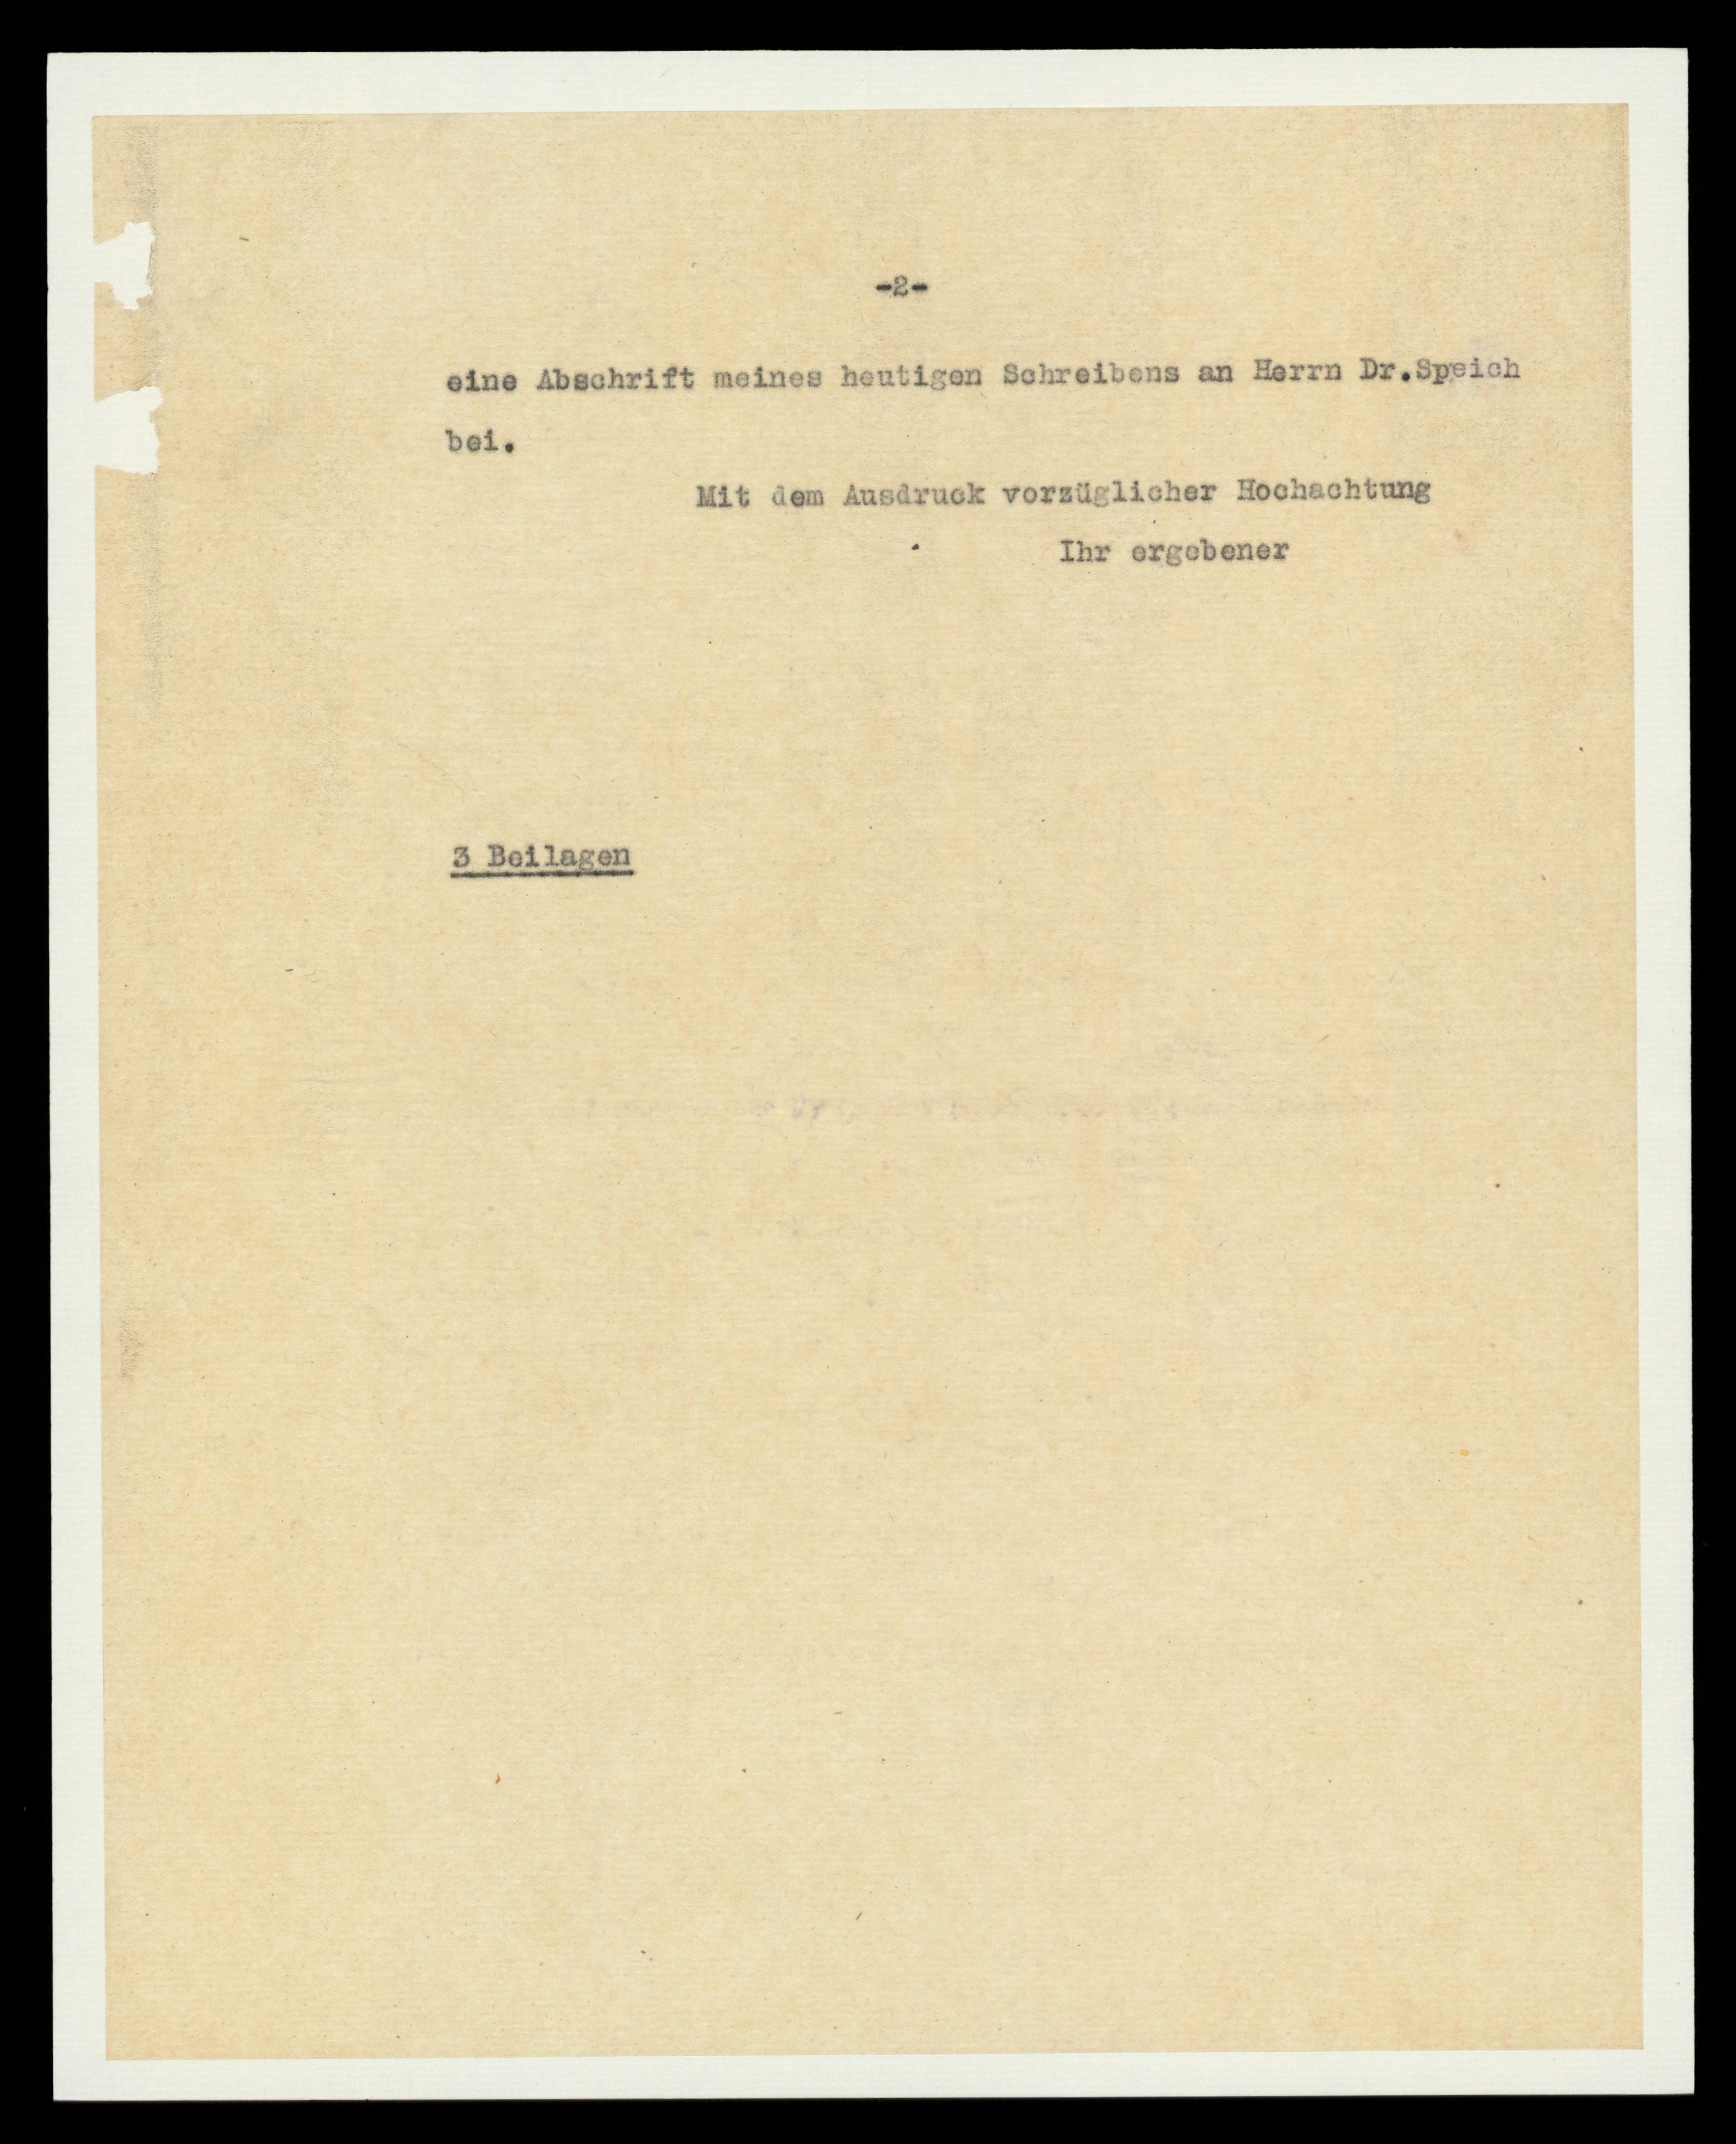 -2-
eine Abschrift meines heutigen Schreibens an Herrn Dr.Speich
bei.
Mit dem Ausdruck vorzüglicher Hochachtung
Ihr ergebener
3 Beilagen